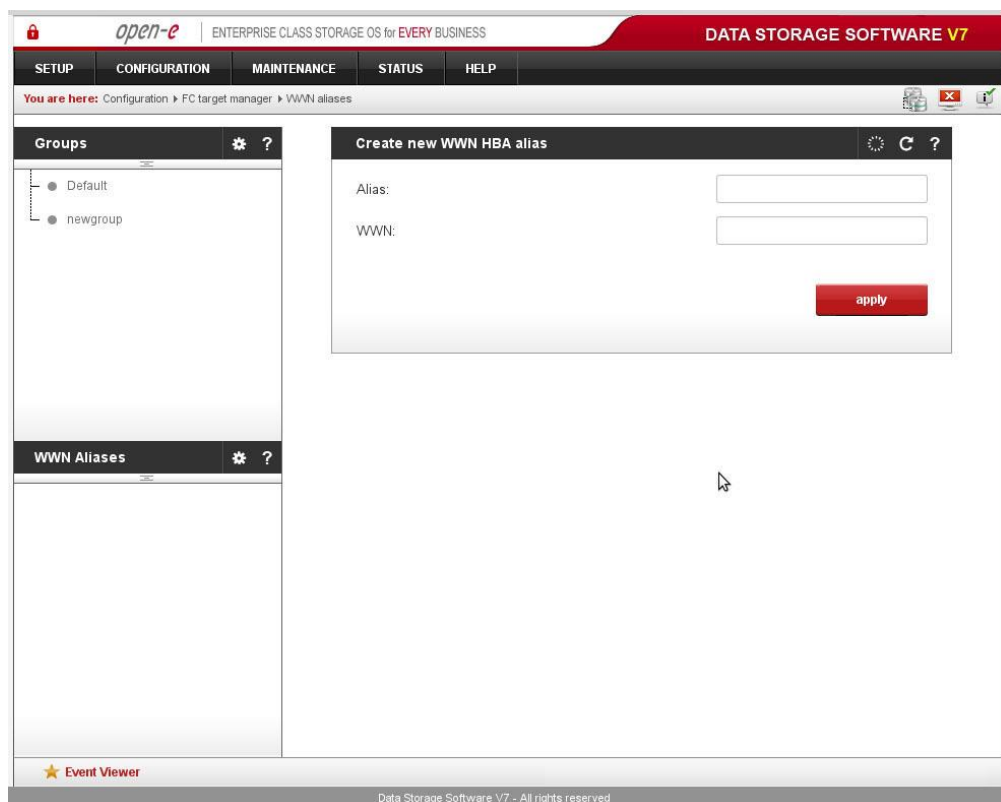 open-e ENTERPRISE CLASS STORAGE OS for EVERY BUSINESS DATA STORAGE SOFTWARE V7
SETUP CONFIGURATION MAINTENANCE STATUS HELP
You are here: Configuration FC target manager WWN aliases
Groups ?
Default
newgroup
Create new WWN HBA alias ?
Alias:
WWN:
apply
WWN Aliases ?
Event Viewer
Data Storage Software V7 - All rights reserved